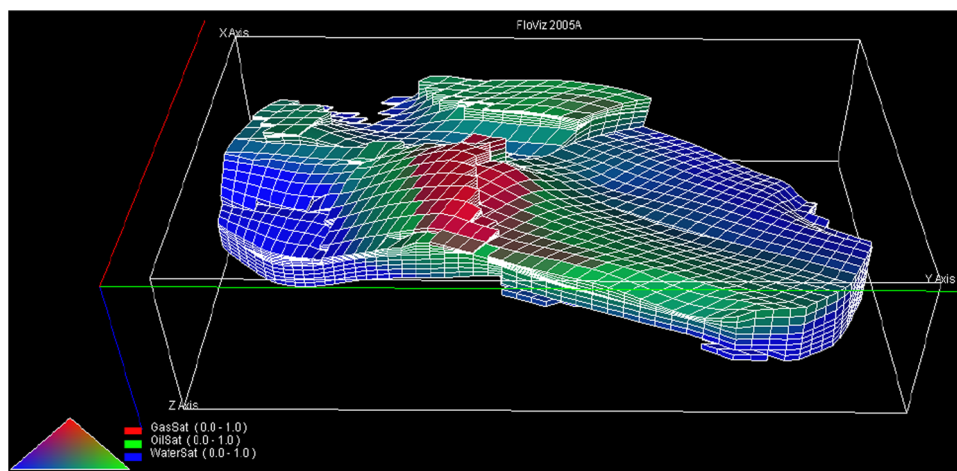 FloViz 2005A
X Axis
Y Axis
Z Axis
GasSat (0.0 - 1.0)
OilSat (0.0 - 1.0)
WaterSat (0.0 - 1.0)